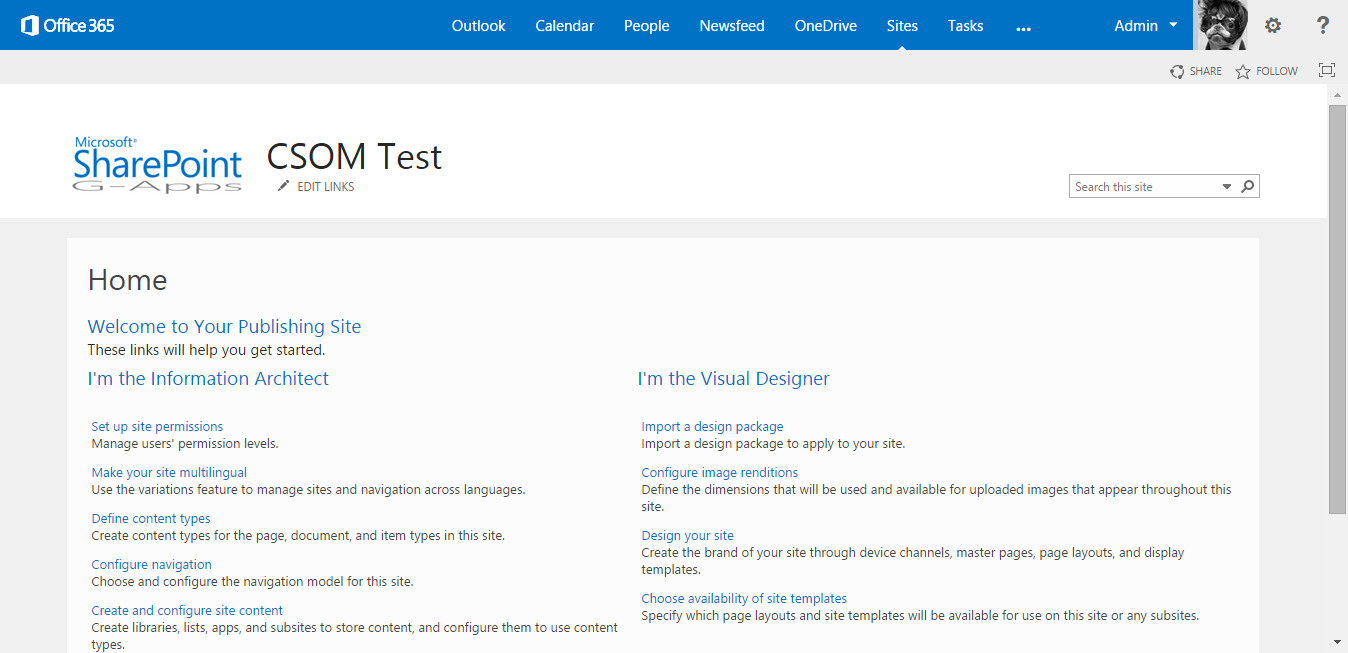 Office 365
Outlook Calendar People Newsfeed OneDrive Sites Tasks ... Admin ?
SHARE FOLLOW
Microsoft®
SharePoint
G-Apps
CSOM Test
EDIT LINKS
Search this site
Home
Welcome to Your Publishing Site
These links will help you get started.
I'm the Information Architect
Set up site permissions
Manage users' permission levels.
Make your site multilingual
Use the variations feature to manage sites and navigation across languages.
Define content types
Create content types for the page, document, and item types in this site.
Configure navigation
Choose and configure the navigation model for this site.
Create and configure site content
Create libraries, lists, apps, and subsites to store content, and configure them to use content
types.
I'm the Visual Designer
Import a design package
Import a design package to apply to your site.
Configure image renditions
Define the dimensions that will be used and available for uploaded images that appear throughout this
site.
Design your site
Create the brand of your site through device channels, master pages, page layouts, and display
templates.
Choose availability of site templates
Specify which page layouts and site templates will be available for use on this site or any subsites.